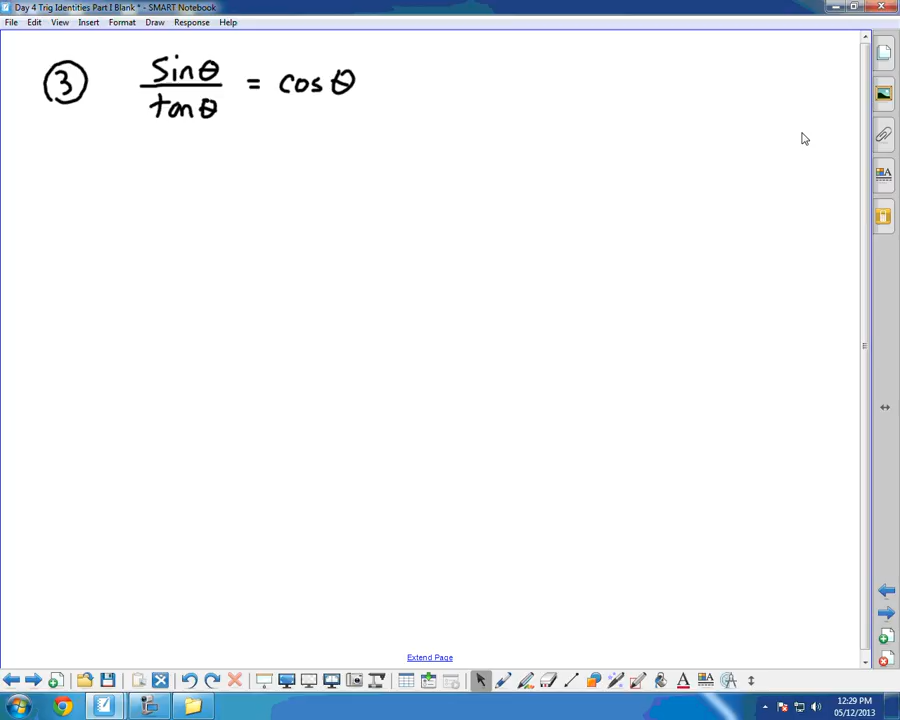 Day 4 Trig Identities Part I Blank * - SMART Notebook
File Edit View Insert Format Draw Response Help
③ sinθ/tanθ = cosθ
Extend Page
12:29 PM
05/12/2013